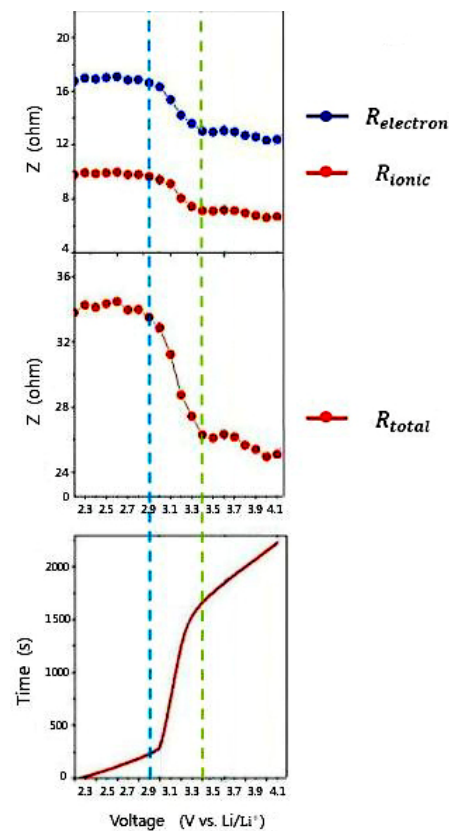 20
16
12
8
4
Z (ohm)
R_electron
R_ionic
36
32
28
24
0
Z (ohm)
2.3 2.5 2.7 2.9 3.1 3.3 3.5 3.7 3.9 4.1
R_total
2000
1500
1000
500
0
Time (s)
2.3 2.5 2.7 2.9 3.1 3.3 3.5 3.7 3.9 4.1
Voltage (V vs. Li/Li⁺)